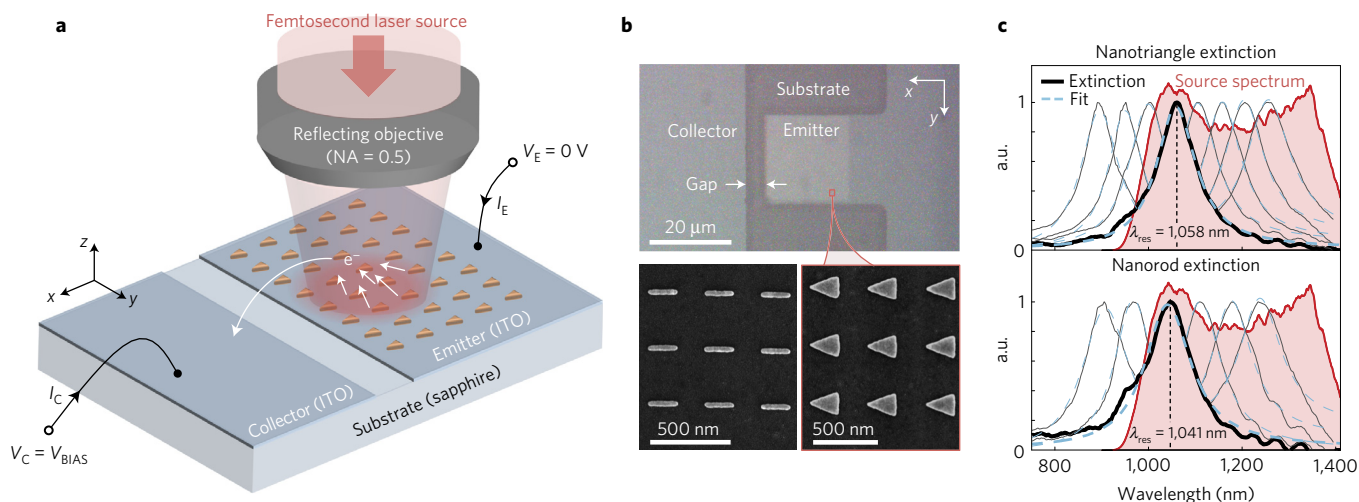 a
Femtosecond laser source
Reflecting objective
(NA = 0.5)
V_E = 0 V
I_E
e⁻
z
x
y
Emitter (ITO)
Collector (ITO)
Substrate (sapphire)
I_C
V_C = V_BIAS
b
Substrate
x
y
Collector
Emitter
Gap
20 μm
500 nm
500 nm
c
Nanotriangle extinction
Extinction
Source spectrum
Fit
1
a.u.
λ_res = 1,058 nm
0
Nanorod extinction
1
a.u.
λ_res = 1,041 nm
0
800
1,000
1,200
1,400
Wavelength (nm)